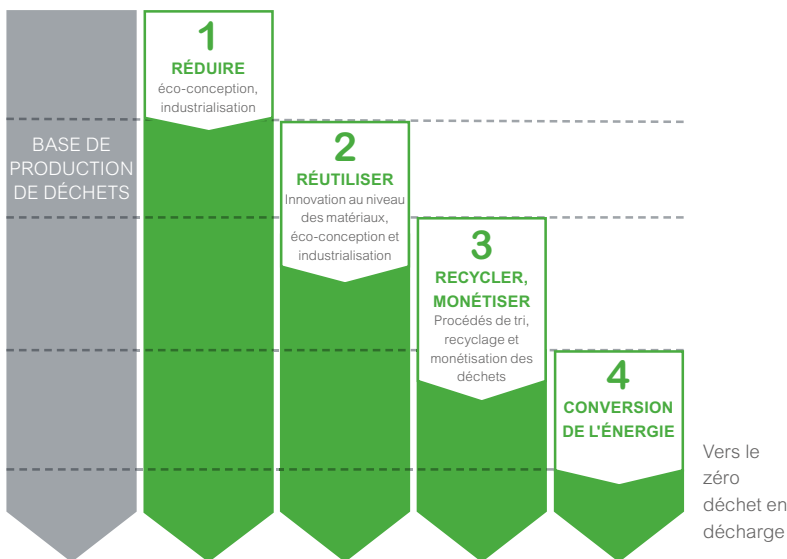 BASE DE
PRODUCTION
DE DÉCHETS
1
RÉDUIRE
éco-conception,
industrialisation
2
RÉUTILISER
Innovation au niveau
des matériaux,
éco-conception et
industrialisation
3
RECYCLER,
MONÉTISER
Procédés de tri,
recyclage et
monétisation des
déchets
4
CONVERSION
DE L'ÉNERGIE
Vers le
zéro
déchet en
décharge